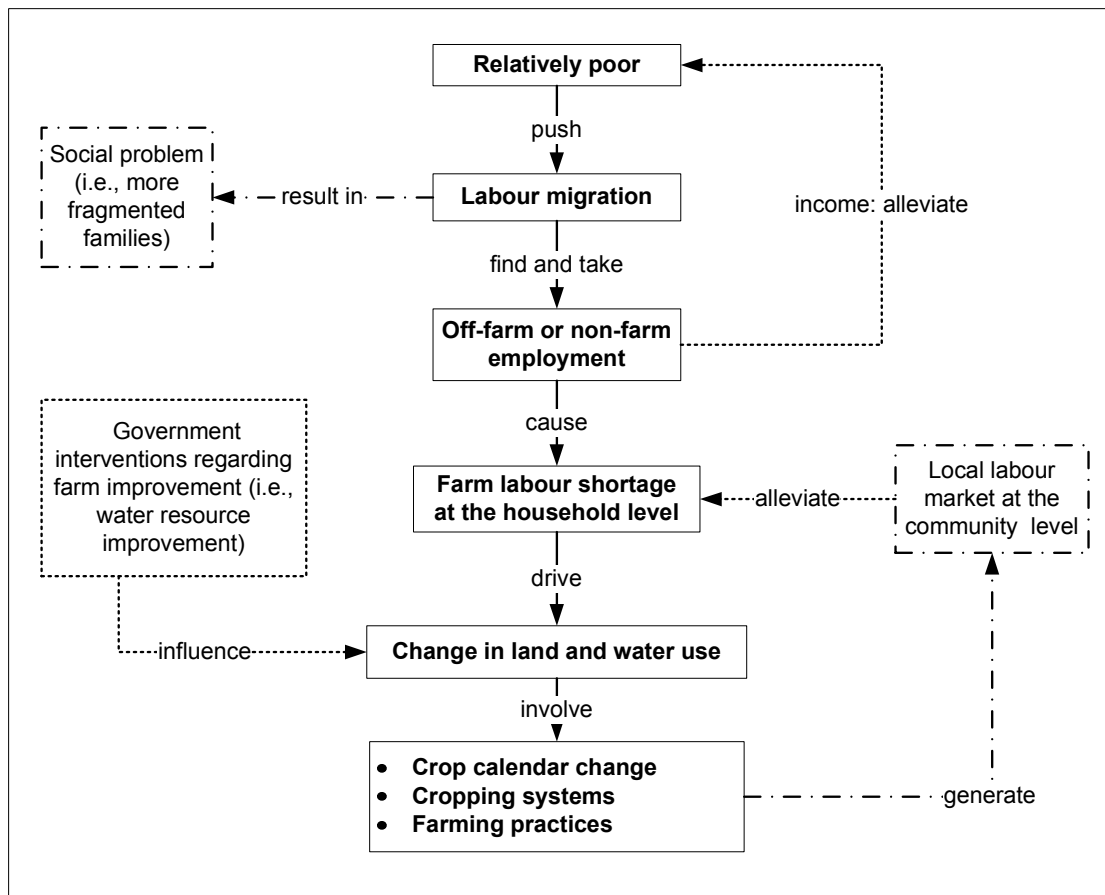 Relatively poor
push
Social problem
(i.e., more
fragmented
families)
result in
Labour migration
income: alleviate
find and take
Off-farm or non-farm
employment
cause
Government
interventions regarding
farm improvement (i.e.,
water resource
improvement)
Farm labour shortage
at the household level
alleviate
Local labour
market at the
community level
drive
influence
Change in land and water use
involve
• Crop calendar change
• Cropping systems
• Farming practices
generate